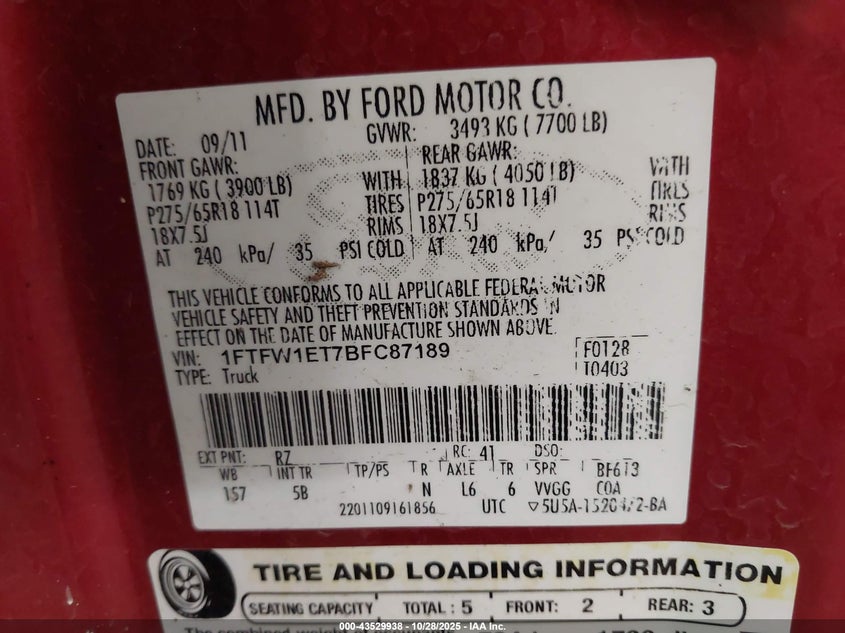 MFD. BY FORD MOTOR CO.
DATE: 09/11 GVWR: 3493 KG ( 7700 LB)
FRONT GAWR: REAR GAWR:
1769 KG ( 3900 LB) WITH 1837 KG ( 4050 LB) WITH
P275/65R18 114T TIRES P275/65R18 114T TIRES
18X7.5J RIMS 18X7.5J RIMS
AT 240 kPa/ 35 PSI COLD AT 240 kPa/ 35 PSI COLD
THIS VEHICLE CONFORMS TO ALL APPLICABLE FEDERAL MOTOR
VEHICLE SAFETY AND THEFT PREVENTION STANDARDS IN
EFFECT ON THE DATE OF MANUFACTURE SHOWN ABOVE.
VIN: 1FTFW1ET7BFC87189 F0128
TYPE: Truck T0403
EXT PNT: RZ RC: 41 DSO:
WB INT TR TP/PS R AXLE TR SPR BF613
157 5B N L6 6 VVGG COA
2201109161856 UTC
TIRE AND LOADING INFORMATION
SEATING CAPACITY TOTAL : 5 FRONT: 2 REAR: 3
The combined weight of
000-43529938 - 10/28/2025 - IAA Inc.